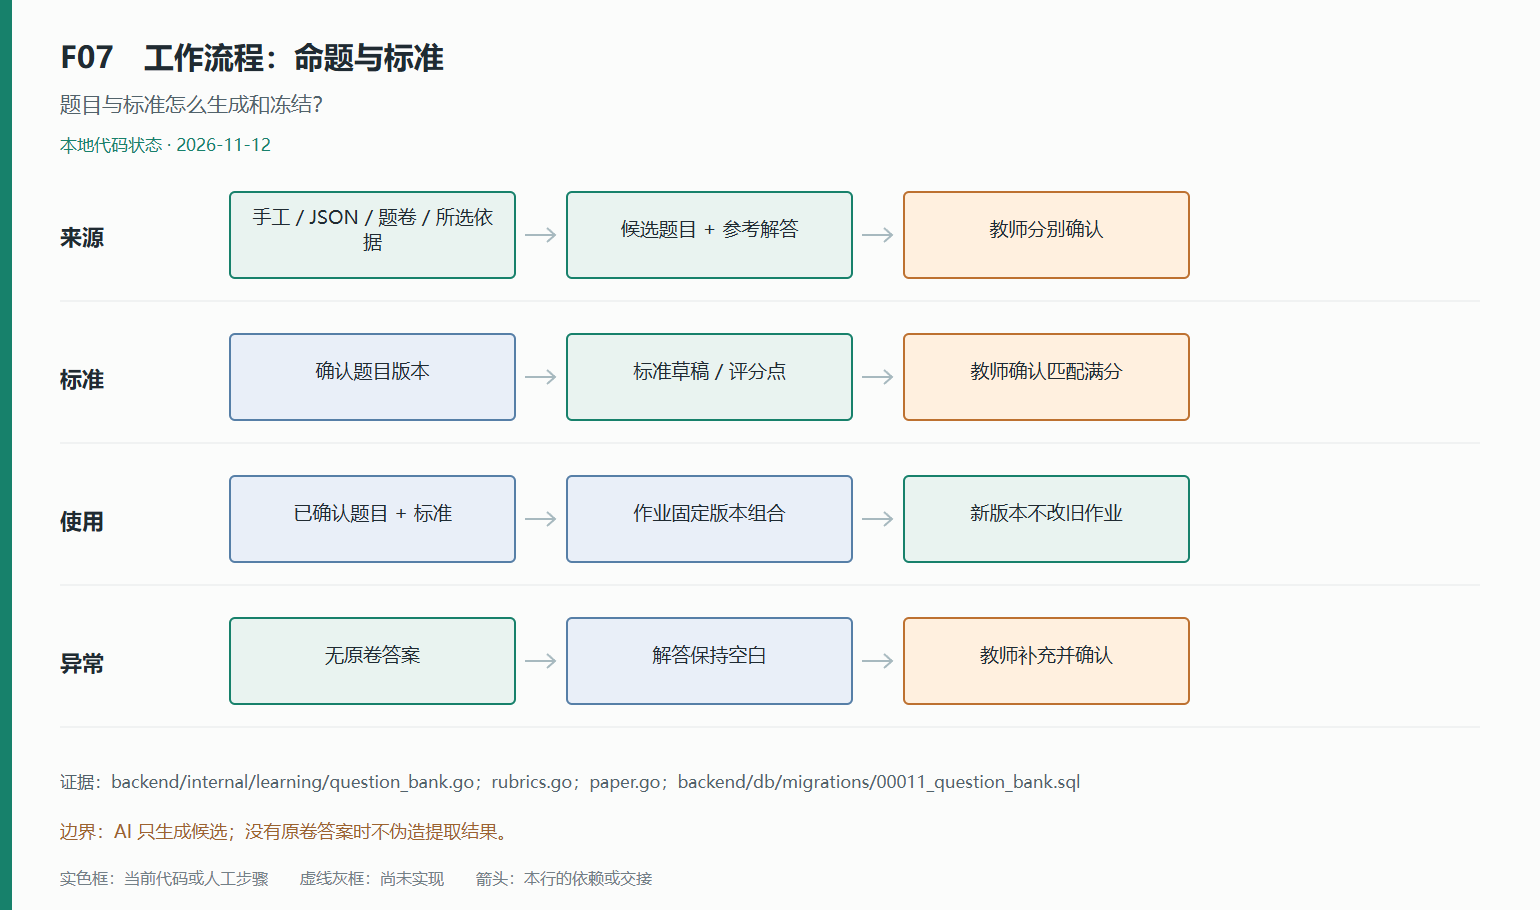 F07 工作流程：命题与标准
题目与标准怎么生成和冻结？
本地代码状态 · 2026-11-12
来源
手工 / JSON / 题卷 / 所选依
据
候选题目 + 参考解答
教师分别确认
标准
确认题目版本
标准草稿 / 评分点
教师确认匹配满分
使用
已确认题目 + 标准
作业固定版本组合
新版本不改旧作业
异常
无原卷答案
解答保持空白
教师补充并确认
证据：backend/internal/learning/question_bank.go；rubrics.go；paper.go；backend/db/migrations/00011_question_bank.sql
边界：AI 只生成候选；没有原卷答案时不伪造提取结果。
实色框：当前代码或人工步骤 虚线灰框：尚未实现 箭头：本行的依赖或交接